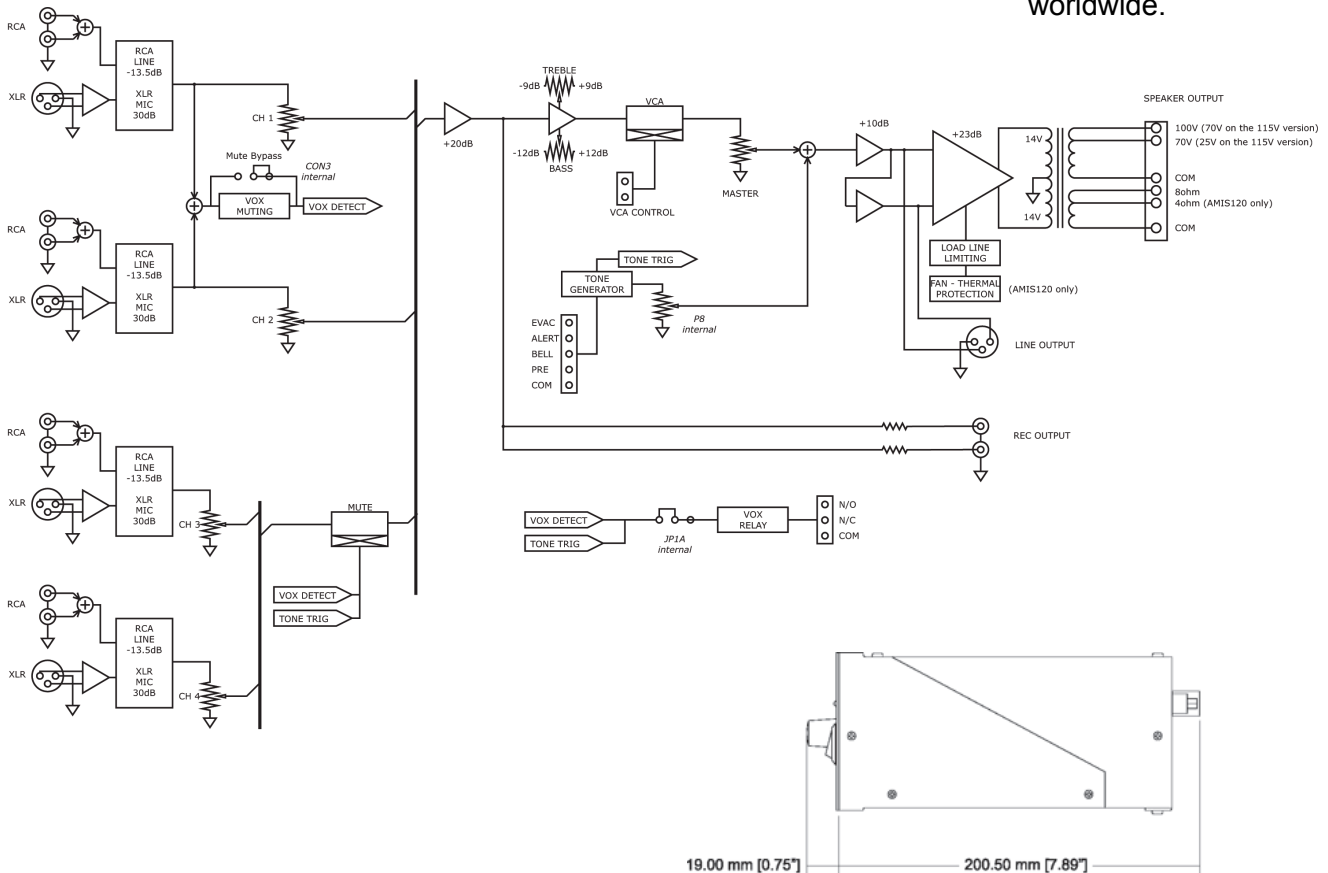 worldwide.
RCA
XLR
RCA
LINE
-13.5dB
XLR
MIC
30dB
CH 1
Mute Bypass
CON3
internal
VOX
MUTING
VOX DETECT
RCA
XLR
RCA
LINE
-13.5dB
XLR
MIC
30dB
CH 2
RCA
XLR
RCA
LINE
-13.5dB
XLR
MIC
30dB
CH 3
RCA
XLR
RCA
LINE
-13.5dB
XLR
MIC
30dB
CH 4
MUTE
VOX DETECT
TONE TRIG
+20dB
TREBLE
-9dB
+9dB
-12dB
+12dB
BASS
VCA
VCA CONTROL
MASTER
TONE TRIG
TONE
GENERATOR
P8
internal
EVAC
ALERT
BELL
PRE
COM
+10dB
+23dB
14V
14V
LOAD LINE
LIMITING
FAN - THERMAL
PROTECTION
(AMIS120 only)
SPEAKER OUTPUT
100V (70V on the 115V version)
70V (25V on the 115V version)
COM
8ohm
4ohm (AMIS120 only)
COM
LINE OUTPUT
REC OUTPUT
VOX DETECT
TONE TRIG
JP1A
internal
VOX
RELAY
N/O
N/C
COM
19.00 mm [0.75"]
200.50 mm [7.89"]